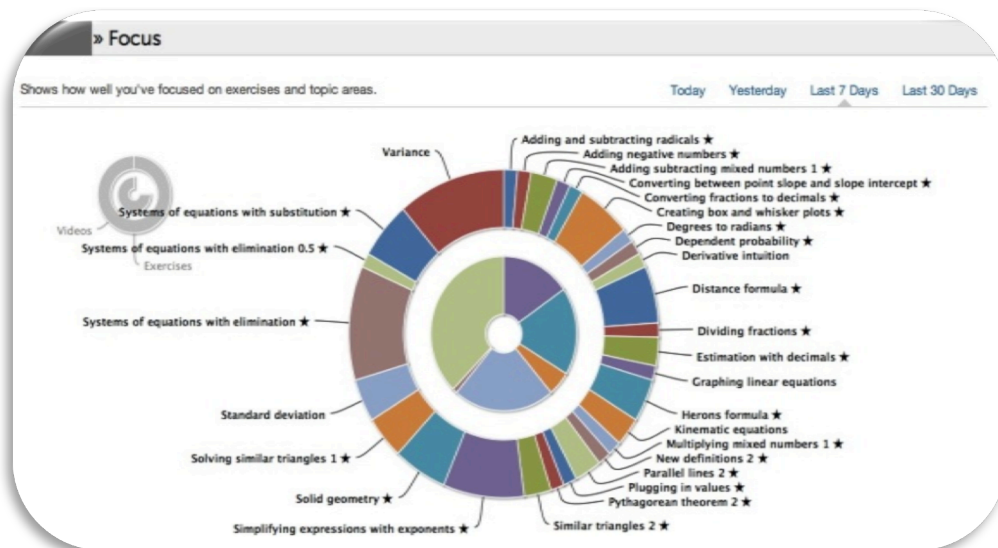 » Focus
Shows how well you've focused on exercises and topic areas.
Today Yesterday Last 7 Days Last 30 Days
Variance
Adding and subtracting radicals ★
Adding negative numbers ★
Adding subtracting mixed numbers 1 ★
Converting between point slope and slope intercept ★
Converting fractions to decimals ★
Creating box and whisker plots ★
Degrees to radians ★
Dependent probability ★
Derivative intuition
Distance formula ★
Dividing fractions ★
Estimation with decimals ★
Graphing linear equations
Herons formula ★
Kinematic equations
Multiplying mixed numbers 1 ★
New definitions 2 ★
Parallel lines 2 ★
Plugging in values ★
Pythagorean theorem 2 ★
Similar triangles 2 ★
Simplifying expressions with exponents ★
Solid geometry ★
Solving similar triangles 1 ★
Standard deviation
Systems of equations with elimination ★
Systems of equations with elimination 0.5 ★
Systems of equations with substitution ★
Videos
Exercises